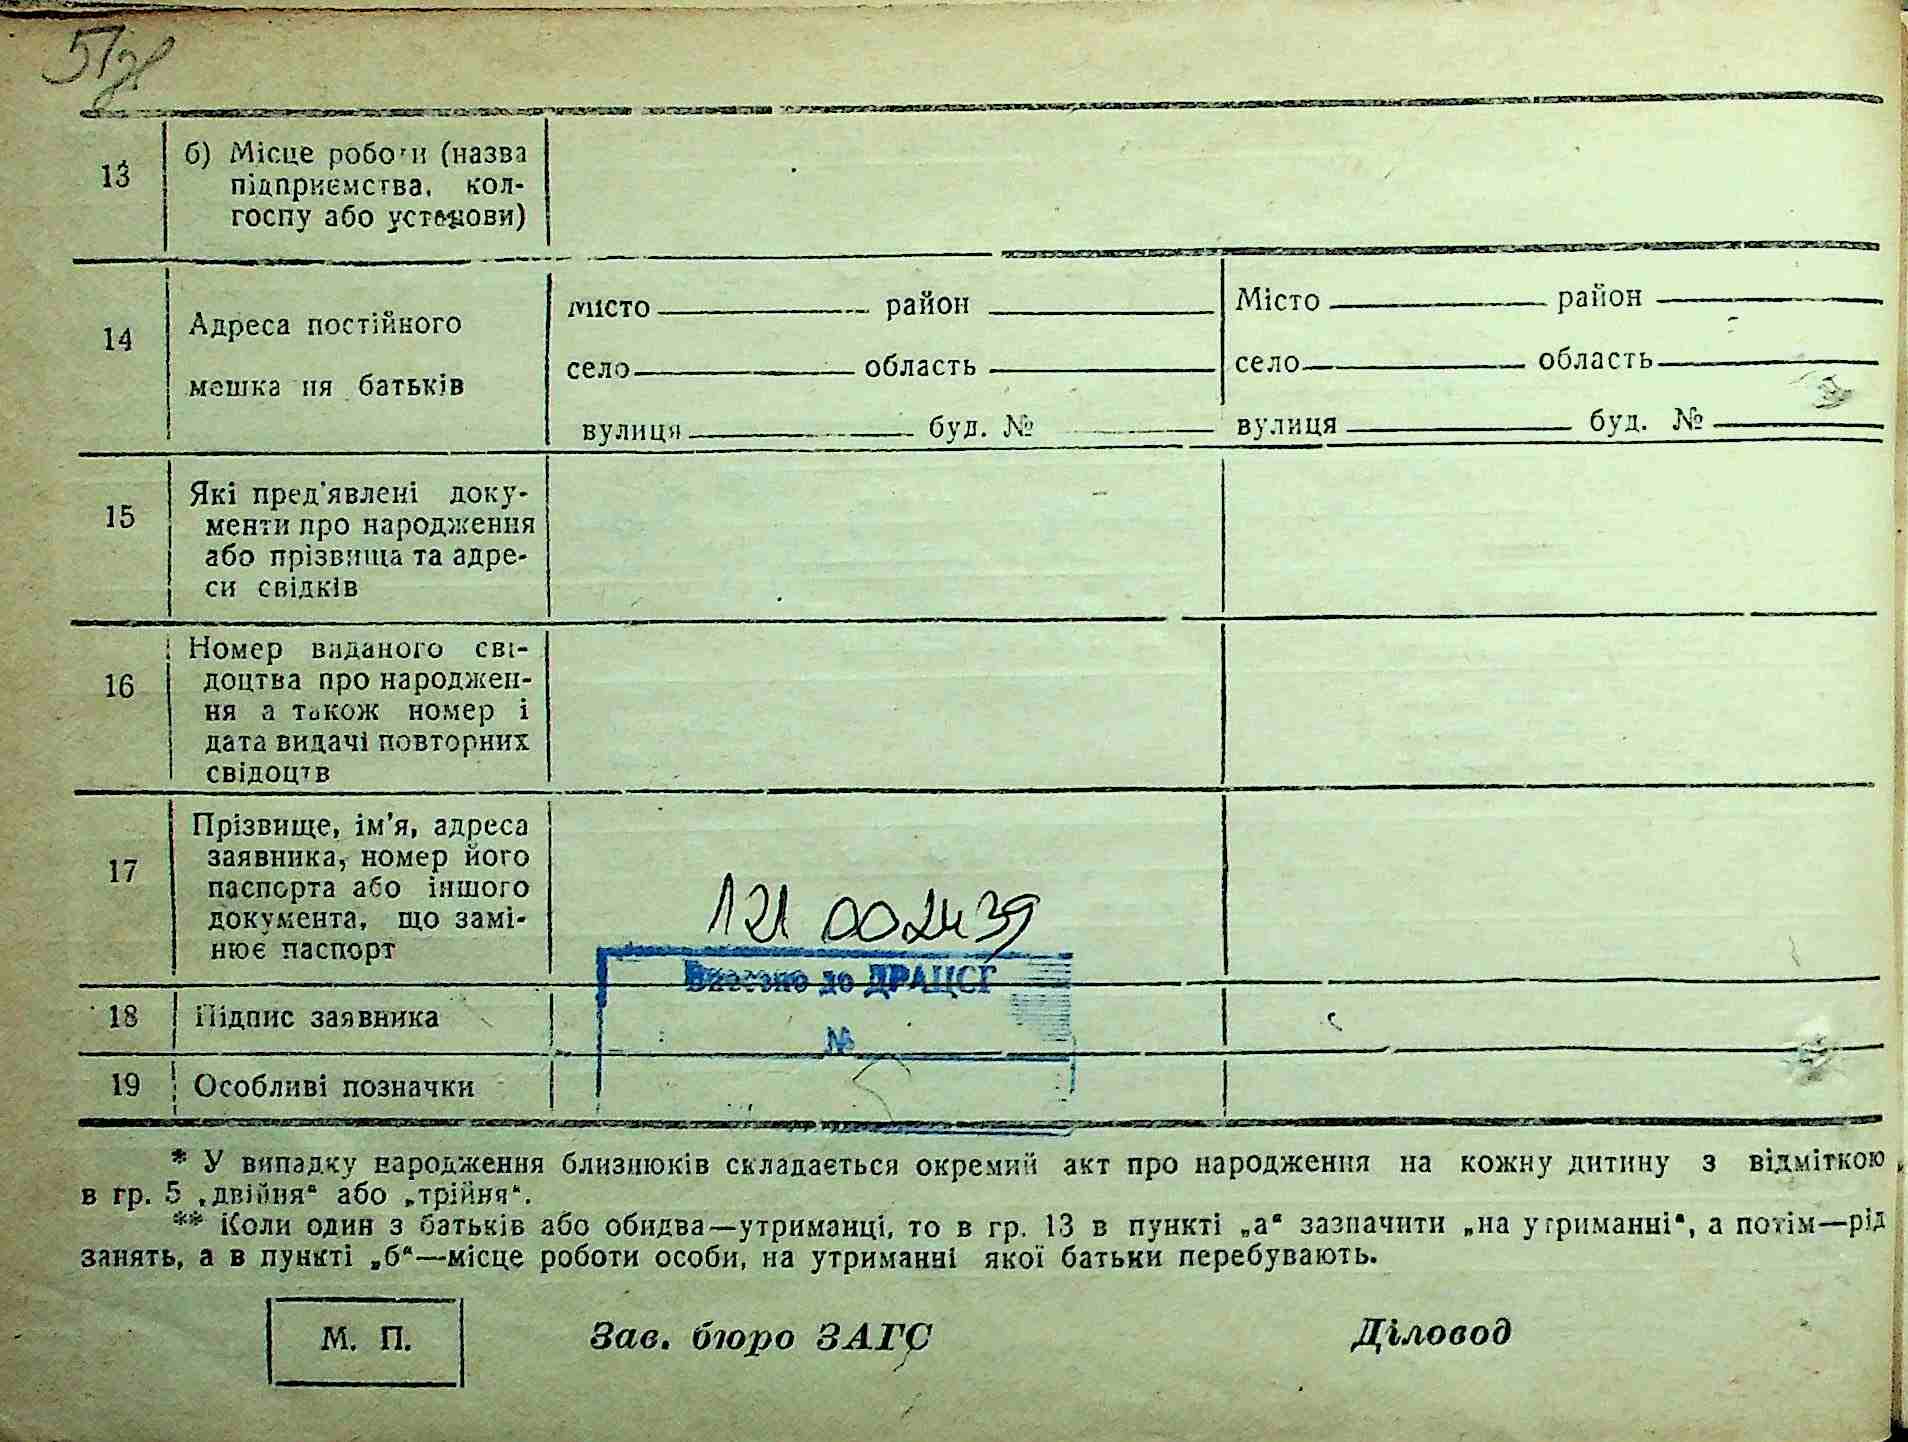 13
б) Місце роботи (назва
підприємства, кол-
госпу або установи)
14
Адреса постійного
мешкання батьків
місто район
село область
вулиця буд. №
Місто район
село область
вулиця буд. №
15
Які пред'явлені доку-
менти про народження
або прізвища та адре-
си свідків
16
Номер виданого сві-
доцтва про народжен-
ня а також номер і
дата видачі повторних
свідоцтв
17
Прізвище, ім'я, адреса
заявника, номер його
паспорта або іншого
документа, що замі-
нює паспорт
121 002439
Внесено до ДРАЦСГ
№
18
Підпис заявника
19
Особливі позначки
* У випадку народження близнюків складається окремий акт про народження на кожну дитину з відміткою
в гр. 5 „двійня“ або „трійня“.
** Коли один з батьків або обидва—утриманці, то в гр. 13 в пункті „а“ зазначити „на утриманні“, а потім—рід
занять, а в пункті „б“—місце роботи особи, на утриманні якої батьки перебувають.
М. П.
Зав. бюро ЗАГС
Діловод